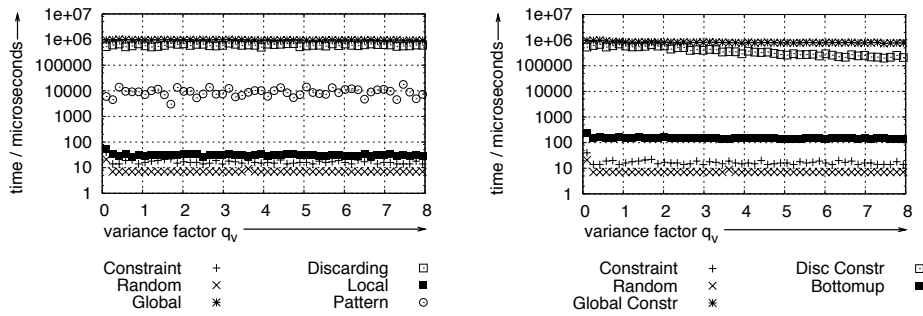 time / microseconds
1e+07
1e+06
100000
10000
1000
100
10
1
0 1 2 3 4 5 6 7 8
variance factor q_v
Constraint
Random
Global
Discarding
Local
Pattern
time / microseconds
1e+07
1e+06
100000
10000
1000
100
10
1
0 1 2 3 4 5 6 7 8
variance factor q_v
Constraint
Random
Global Constr
Disc Constr
Bottomup